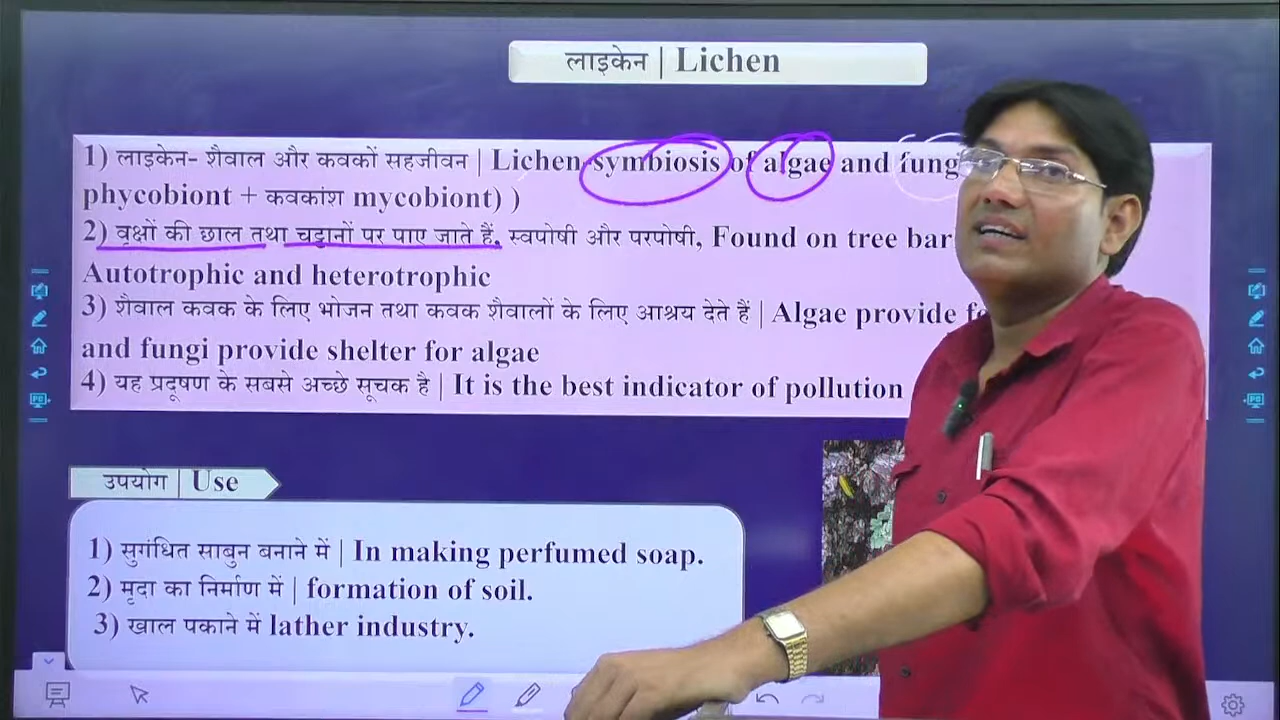 लाइकेन | Lichen
1) लाइकेन- शैवाल और कवकों सहजीवन | Lichen-symbiosis of algae and fung
phycobiont + कवकांश mycobiont) )
2) वृक्षों की छाल तथा चट्टानों पर पाए जाते हैं, स्वपोषी और परपोषी, Found on tree bar
Autotrophic and heterotrophic
3) शैवाल कवक के लिए भोजन तथा कवक शैवालों के लिए आश्रय देते हैं | Algae provide
and fungi provide shelter for algae
4) यह प्रदूषण के सबसे अच्छे सूचक है | It is the best indicator of pollution
उपयोग | Use
1) सुगंधित साबुन बनाने में | In making perfumed soap.
2) मृदा का निर्माण में | formation of soil.
3) खाल पकाने में lather industry.